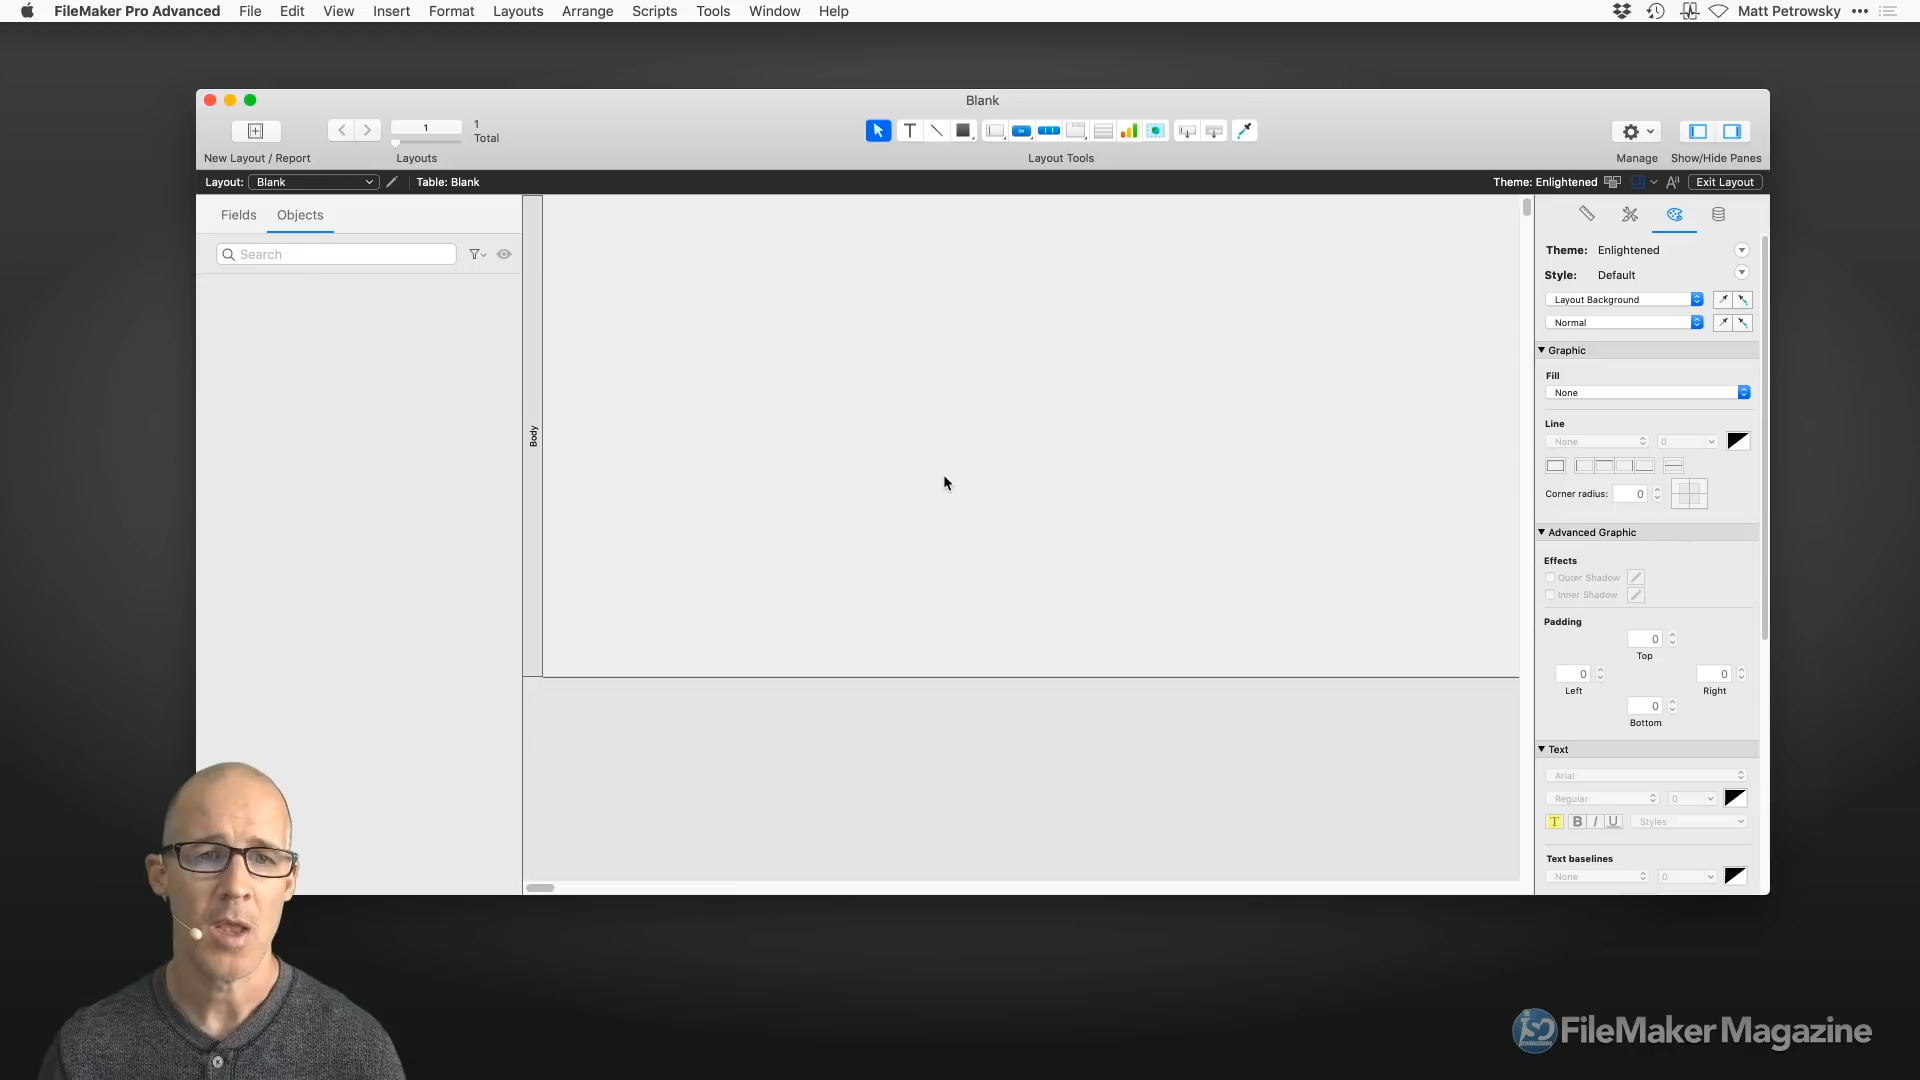 FileMaker Pro Advanced File Edit View Insert Format Layouts Arrange Scripts Tools Window Help Matt Petrowsky
Blank
1
1
Total
New Layout / Report
Layouts
Layout Tools
Manage
Show/Hide Panes
Layout: Blank
Table: Blank
Theme: Enlightened
Exit Layout
Fields
Objects
Search
Body
Theme: Enlightened
Style: Default
Layout Background
Normal
Graphic
Fill
None
Line
None
0
Corner radius: 0
Advanced Graphic
Effects
Outer Shadow
Inner Shadow
Padding
0
Top
0
Left
0
Right
0
Bottom
Text
Arial
Regular
0
T B I U Styles
Text baselines
None
0
FileMaker Magazine